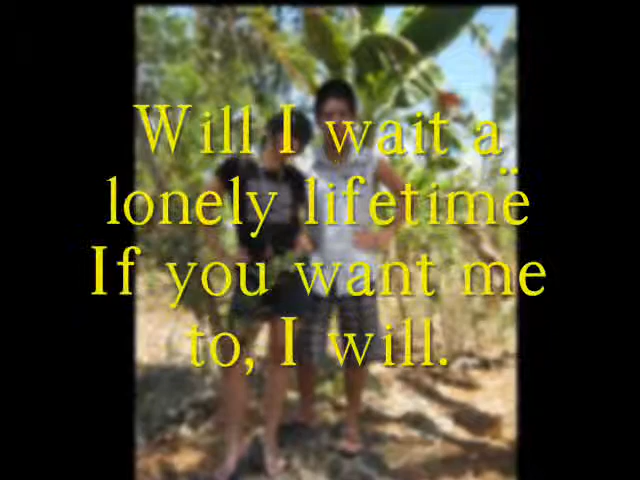 Will I wait a
lonely lifetime
If you want me
to, I will.